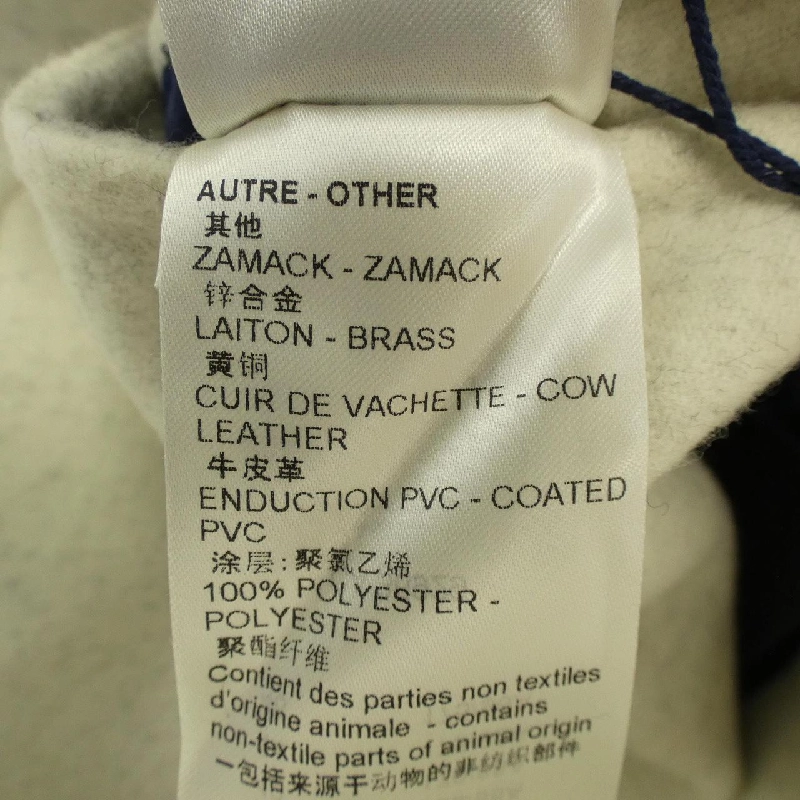 AUTRE - OTHER
其他
ZAMACK - ZAMACK
锌合金
LAITON - BRASS
黄铜
CUIR DE VACHETTE - COW
LEATHER
牛皮革
ENDUCTION PVC - COATED
PVC
涂层:聚氯乙烯
100% POLYESTER -
POLYESTER
聚酯纤维
Contient des parties non textiles
d'origine animale - contains
non-textile parts of animal origin
一包括来源于动物的非纺织部件